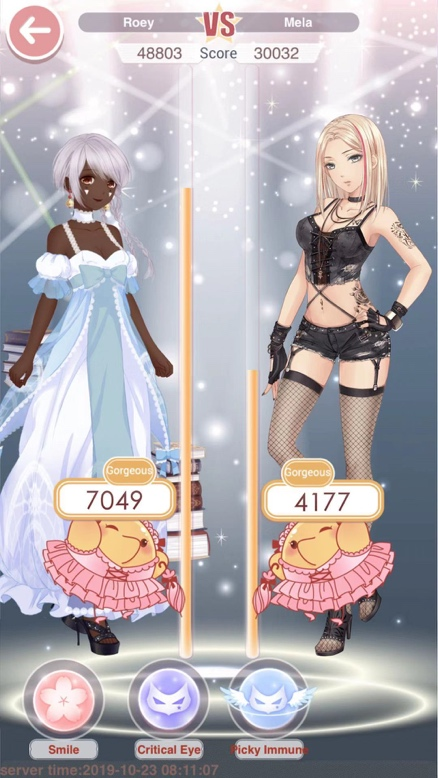 Roey VS Mela
48803 Score 30032
Gorgeous Gorgeous
7049 4177
Smile Critical Eye Picky Immune
server time:2019-10-23 08:11:07